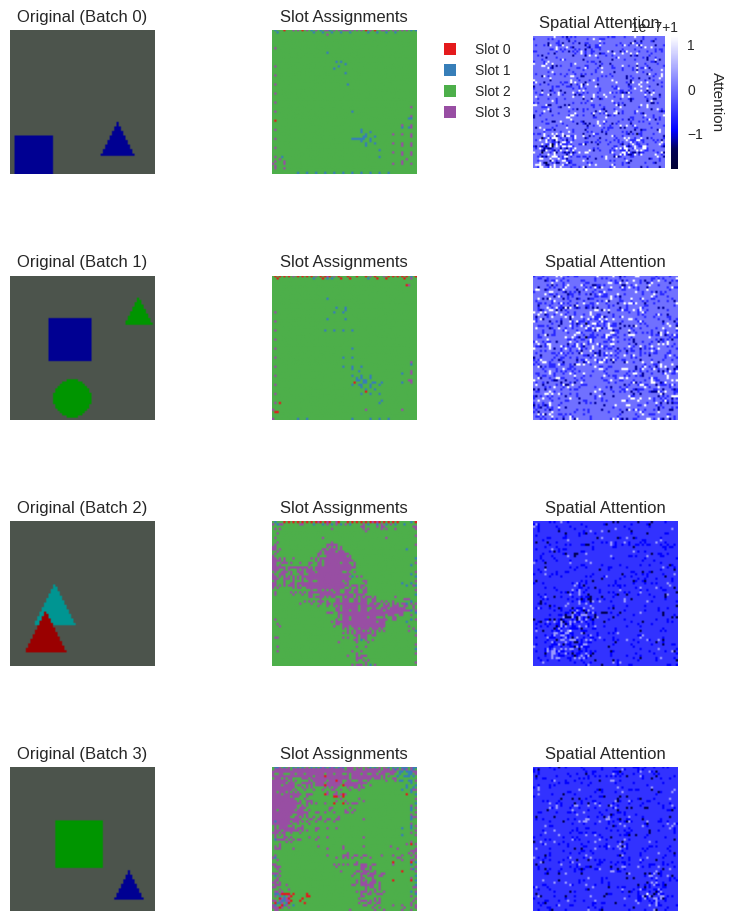 Original (Batch 0)
Slot Assignments
Slot 0
Slot 1
Slot 2
Slot 3
Spatial Attention
1e−7+1
1
0
−1
Attention
Original (Batch 1)
Slot Assignments
Spatial Attention
Original (Batch 2)
Slot Assignments
Spatial Attention
Original (Batch 3)
Slot Assignments
Spatial Attention